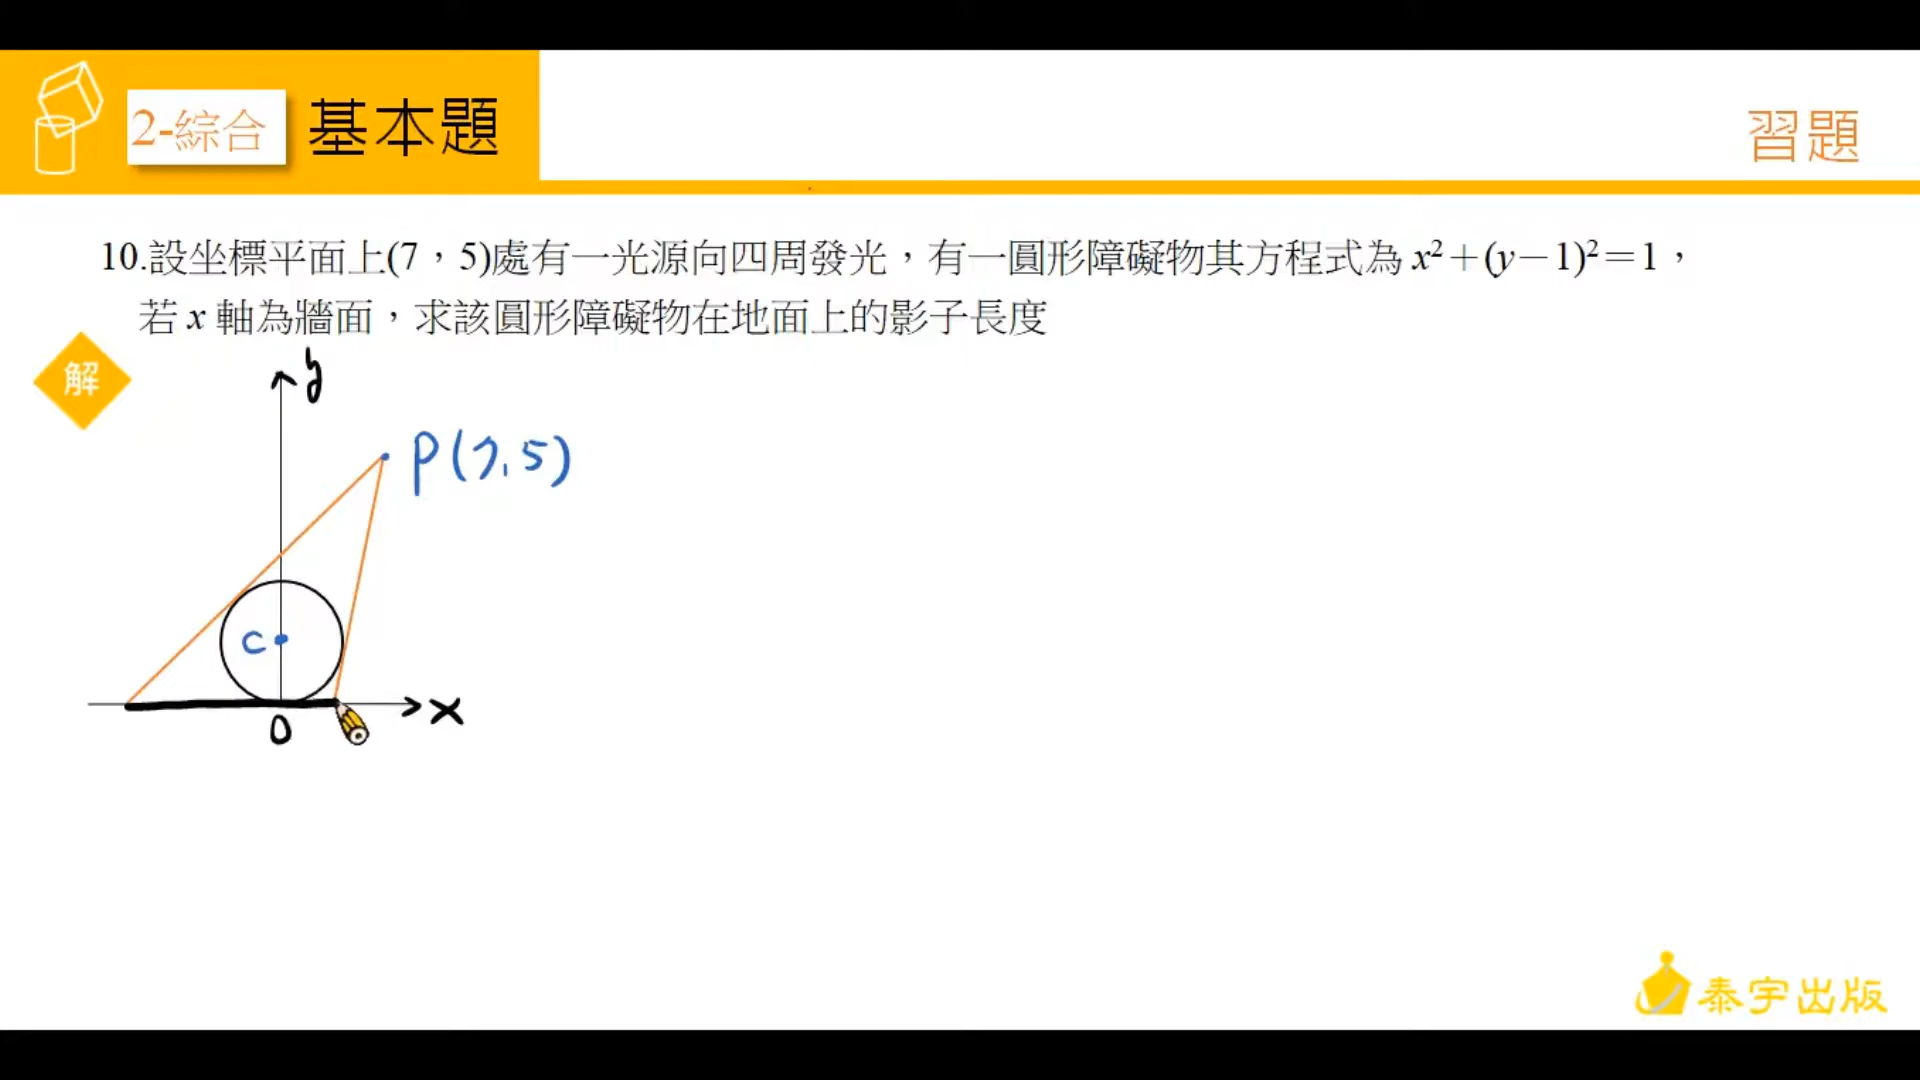 2-綜合 基本題
習題
10.設坐標平面上(7，5)處有一光源向四周發光，有一圓形障礙物其方程式為 x²＋(y－1)²＝1，
若 x 軸為牆面，求該圓形障礙物在地面上的影子長度
解
y
P(7,5)
C
x
O
泰宇出版